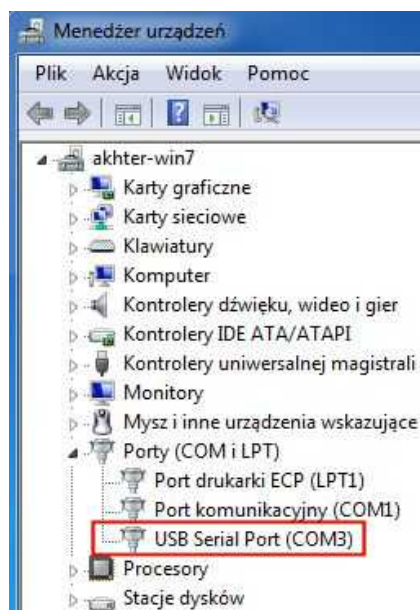 Menedżer urządzeń
Plik Akcja Widok Pomoc
akhter-win7
Karty graficzne
Karty sieciowe
Klawiatury
Komputer
Kontrolery dźwięku, wideo i gier
Kontrolery IDE ATA/ATAPI
Kontrolery uniwersalnej magistrali
Monitory
Mysz i inne urządzenia wskazujące
Porty (COM i LPT)
Port drukarki ECP (LPT1)
Port komunikacyjny (COM1)
USB Serial Port (COM3)
Procesory
Stacje dysków